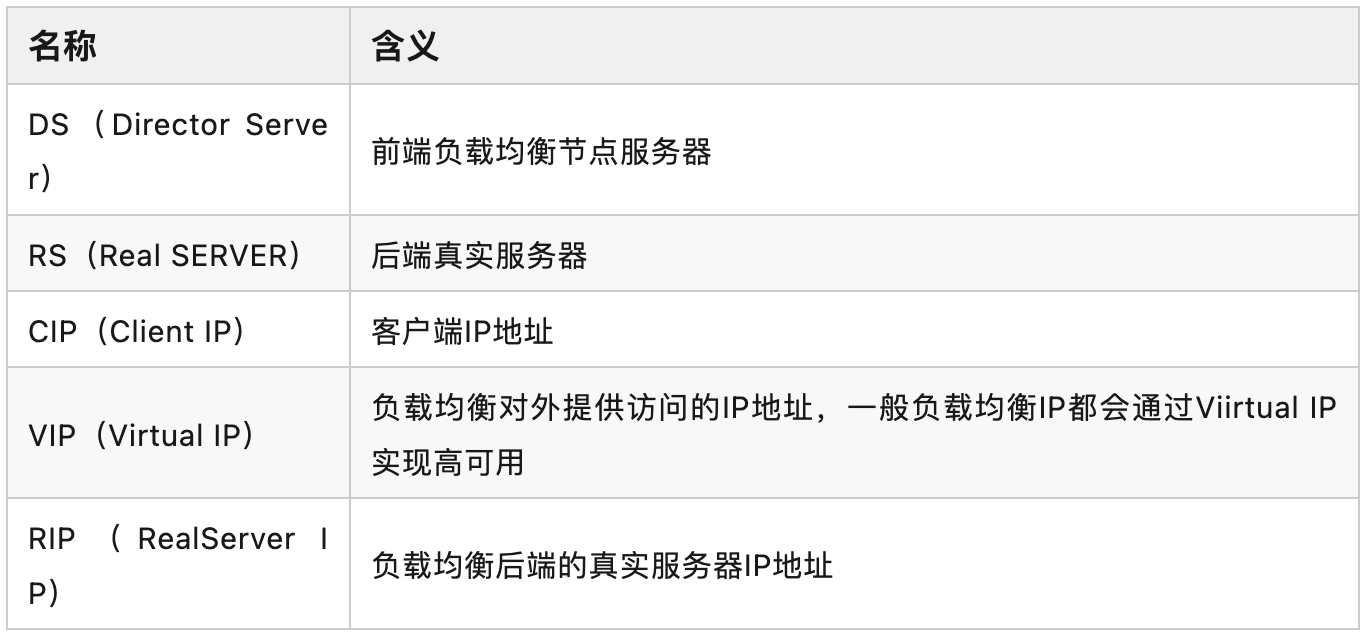 名称
含义
DS （Director Serve
r)
前端负载均衡节点服务器
RS（Real SERVER）
后端真实服务器
CIP（Client IP）
客户端IP地址
VIP（Virtual IP）
负载均衡对外提供访问的IP地址，一般负载均衡IP都会通过Viirtual IP
实现高可用
RIP （ RealServer I
P)
负载均衡后端的真实服务器IP地址